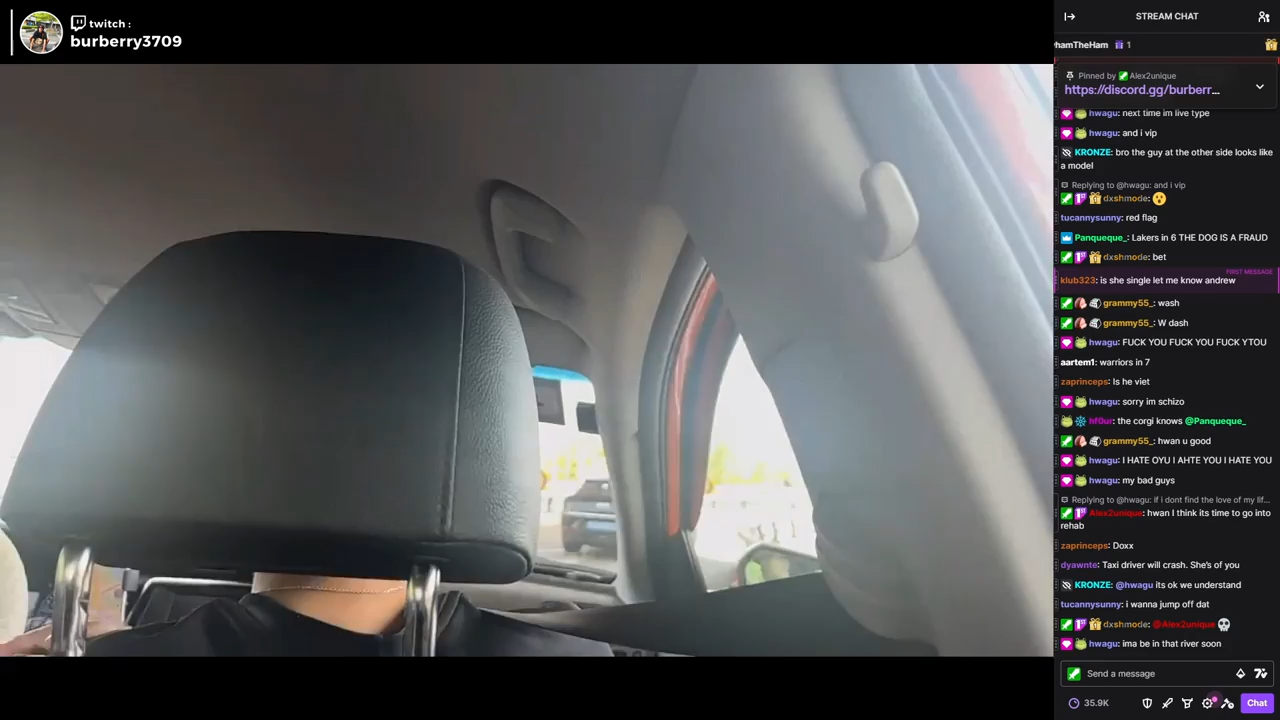 twitch :
burberry3709
STREAM CHAT
hamTheHam 1
Pinned by Alex2unique
https://discord.gg/burberr...
hwagu: next time im live type
hwagu: and i vip
KRONZE: bro the guy at the other side looks like
a model
Replying to @hwagu: and i vip
dxshmode:
tucannysunny: red flag
Panqueque_: Lakers in 6 THE DOG IS A FRAUD
dxshmode: bet
FIRST MESSAGE
klub323: is she single let me know andrew
grammy55_: wash
grammy55_: W dash
hwagu: FUCK YOU FUCK YOU FUCK YTOU
aartem1: warriors in 7
zaprinceps: Is he viet
hwagu: sorry im schizo
hf0ur: the corgi knows @Panqueque_
grammy55_: hwan u good
hwagu: I HATE OYU I AHTE YOU I HATE YOU
hwagu: my bad guys
Replying to @hwagu: if i dont find the love of my lif...
Alex2unique: hwan I think its time to go into
rehab
zaprinceps: Doxx
dyawnte: Taxi driver will crash. She's of you
KRONZE: @hwagu its ok we understand
tucannysunny: i wanna jump off dat
dxshmode: @Alex2unique
hwagu: ima be in that river soon
Send a message
35.9K
Chat